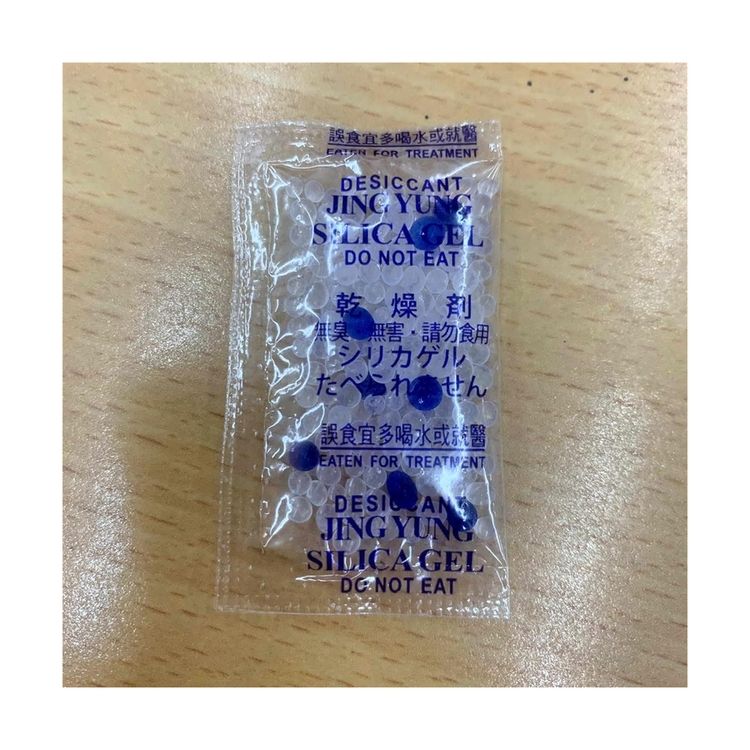 誤食宜多喝水或就醫
EATEN FOR TREATMENT
DESICCANT
JING YUNG
SILICA GEL
DO NOT EAT
乾燥剤
無臭・無害・請勿食用
シリカゲル
たべられません
誤食宜多喝水或就醫
EATEN FOR TREATMENT
DESICCANT
JING YUNG
SILICA GEL
DO NOT EAT